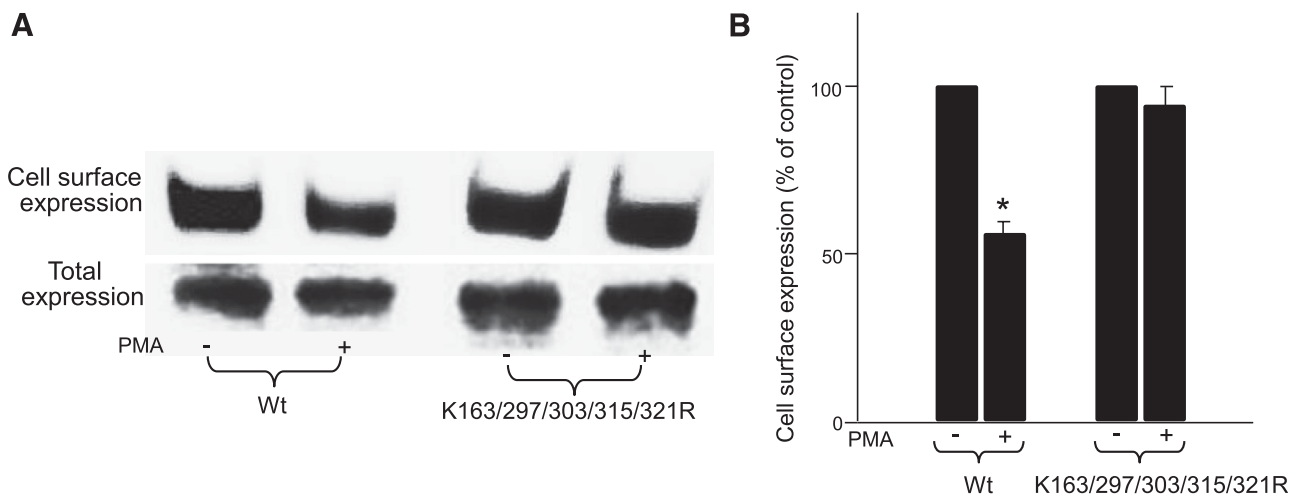 A
Cell surface
expression
Total
expression
PMA - + - +
Wt
K163/297/303/315/321R
B
Cell surface expression (% of control)
100
50
0
*
PMA - + - +
Wt K163/297/303/315/321R